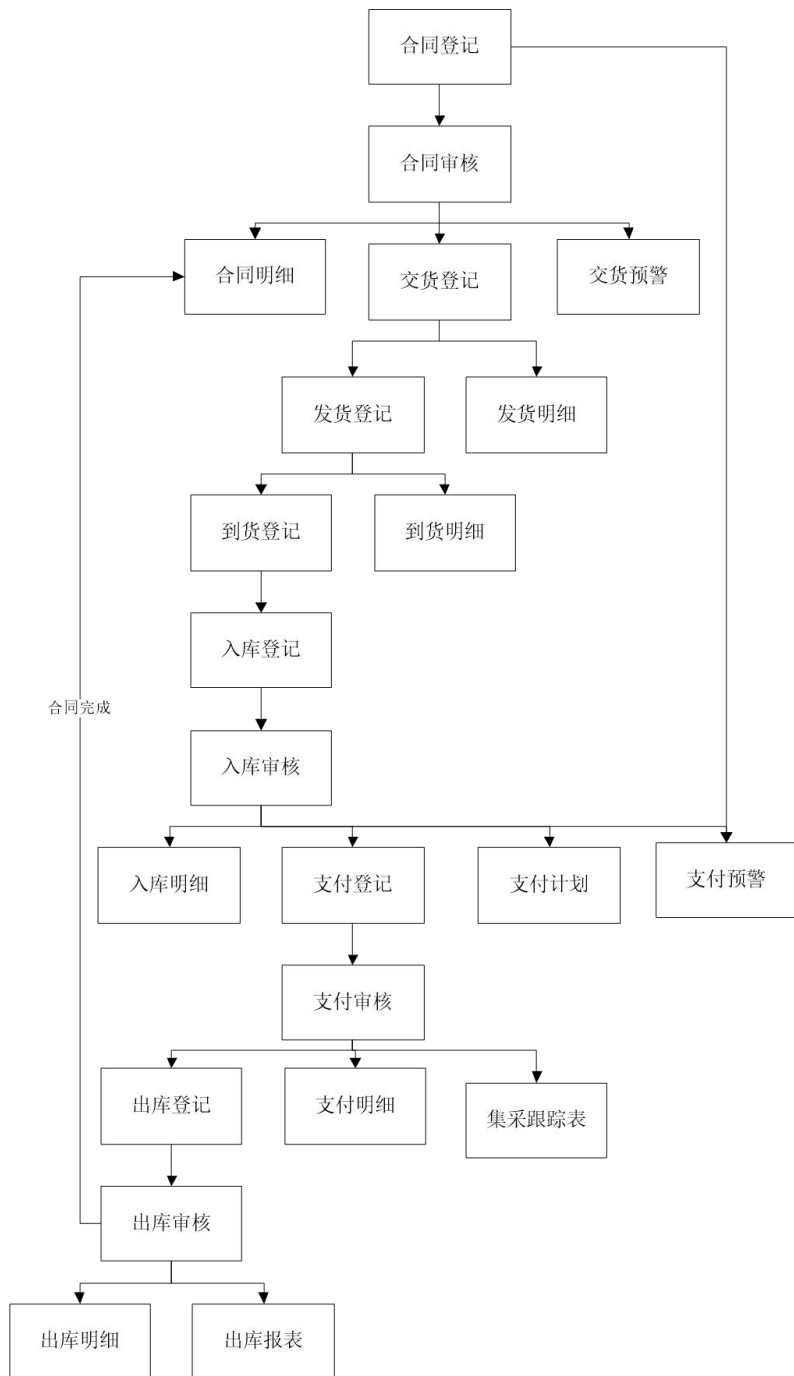 合同登记
合同审核
合同明细
交货登记
交货预警
发货登记
发货明细
到货登记
到货明细
入库登记
合同完成
入库审核
入库明细
支付登记
支付计划
支付预警
支付审核
出库登记
支付明细
集采跟踪表
出库审核
出库明细
出库报表